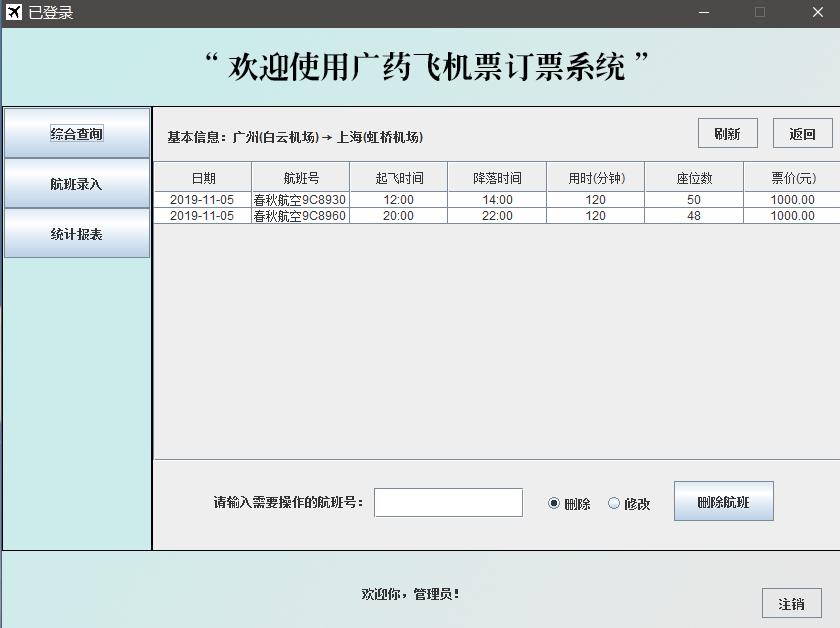 已登录
“ 欢迎使用广药飞机票订票系统 ”
综合查询
航班录入
统计报表
基本信息：广州(白云机场)→上海(虹桥机场)
刷新 返回
日期 航班号 起飞时间 降落时间 用时(分钟) 座位数 票价(元)
2019-11-05 春秋航空9C8930 12:00 14:00 120 50 1000.00
2019-11-05 春秋航空9C8960 20:00 22:00 120 48 1000.00
请输入需要操作的航班号： 删除 修改 删除航班
欢迎你，管理员！
注销